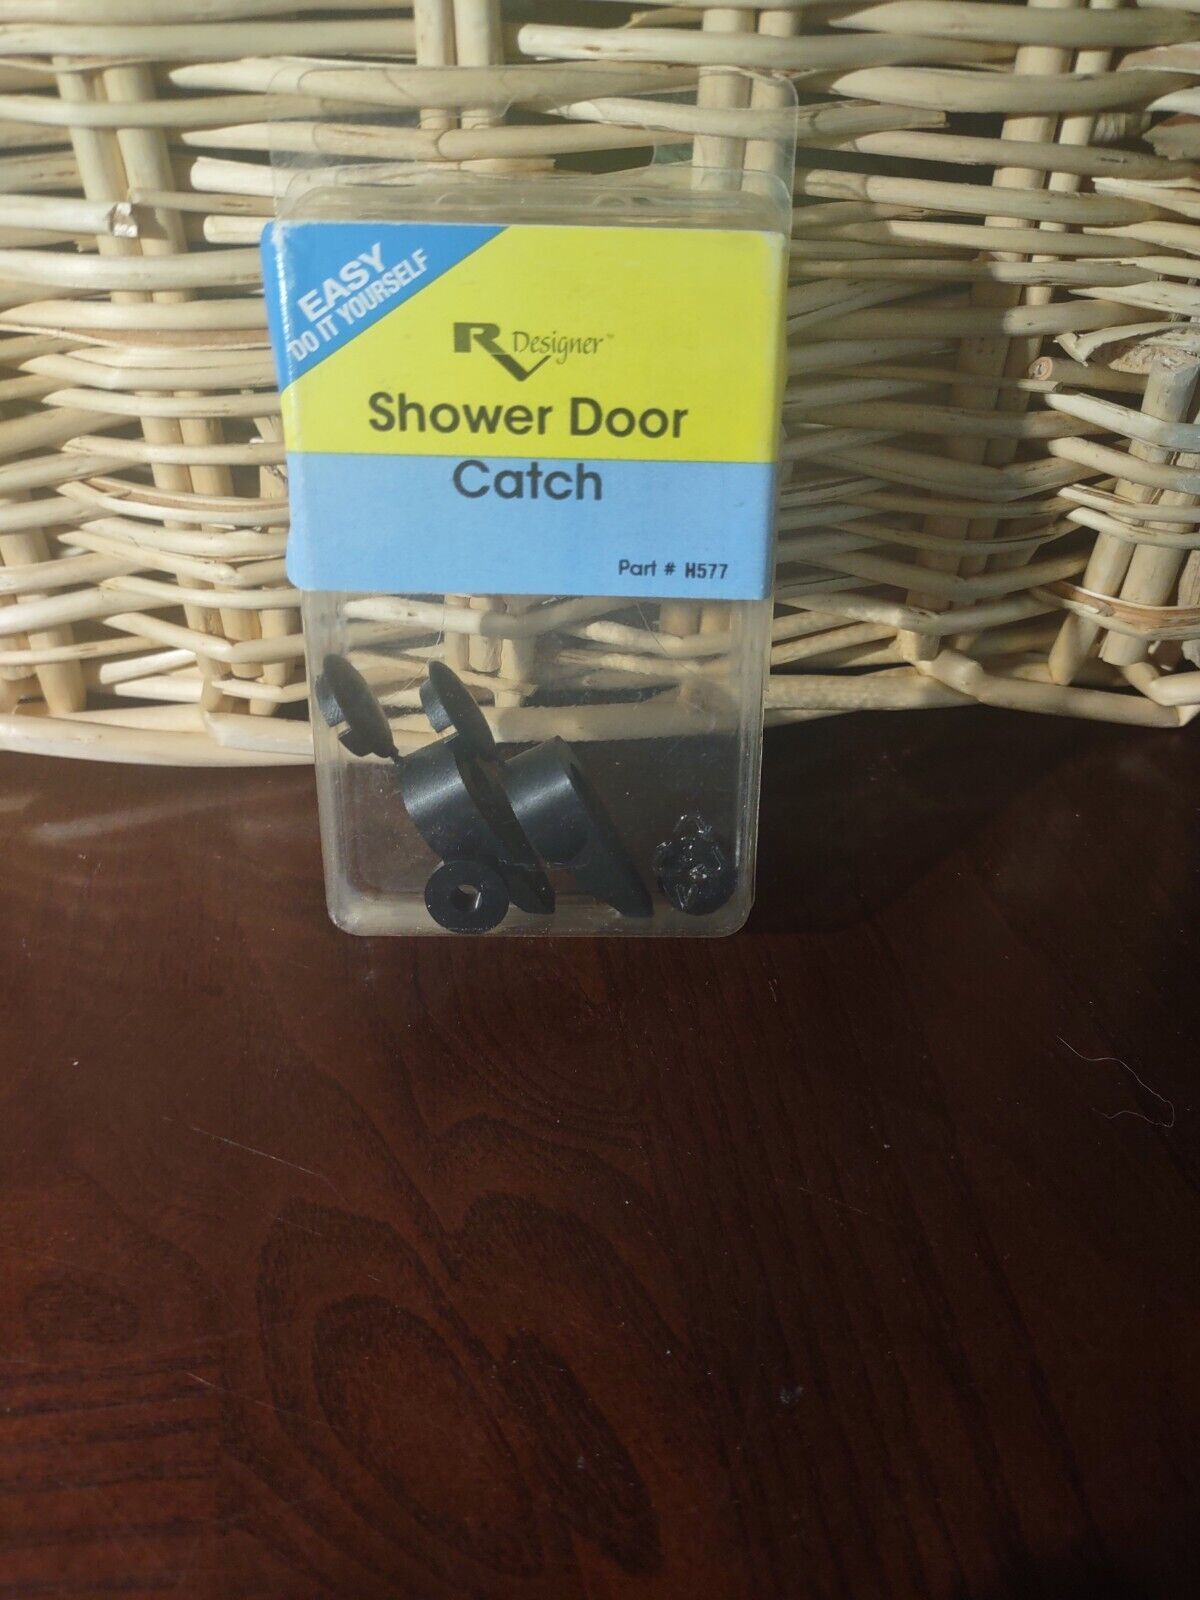 EASY
DO IT YOURSELF
RV Designer™
Shower Door
Catch
Part # H577